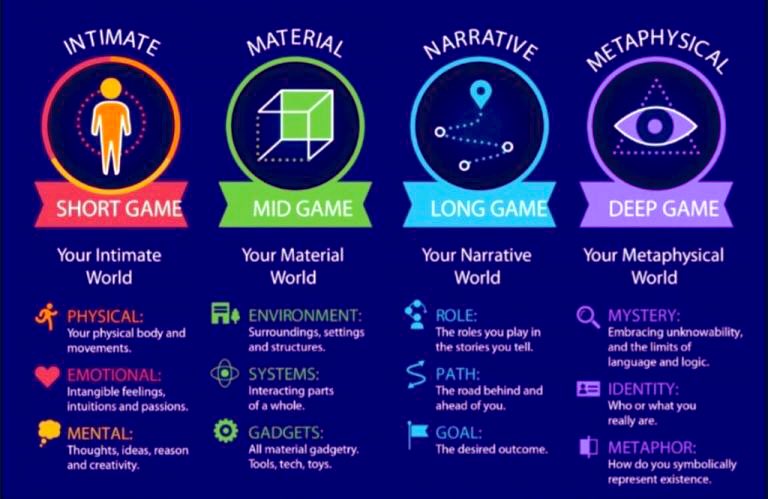 INTIMATE
SHORT GAME
Your Intimate
World
PHYSICAL:
Your physical body and
movements.
EMOTIONAL:
Intangible feelings,
intuitions and passions.
MENTAL:
Thoughts, ideas, reason
and creativity.
MATERIAL
MID GAME
Your Material
World
ENVIRONMENT:
Surroundings, settings
and structures.
SYSTEMS:
Interacting parts
of a whole.
GADGETS:
All material gadgetry.
Tools, tech, toys.
NARRATIVE
LONG GAME
Your Narrative
World
ROLE:
The roles you play in
the stories you tell.
PATH:
The road behind and
ahead of you.
GOAL:
The desired outcome.
METAPHYSICAL
DEEP GAME
Your Metaphysical
World
MYSTERY:
Embracing unknowability,
and the limits of
language and logic.
IDENTITY:
Who or what you
really are.
METAPHOR:
How do you symbolically
represent existence.